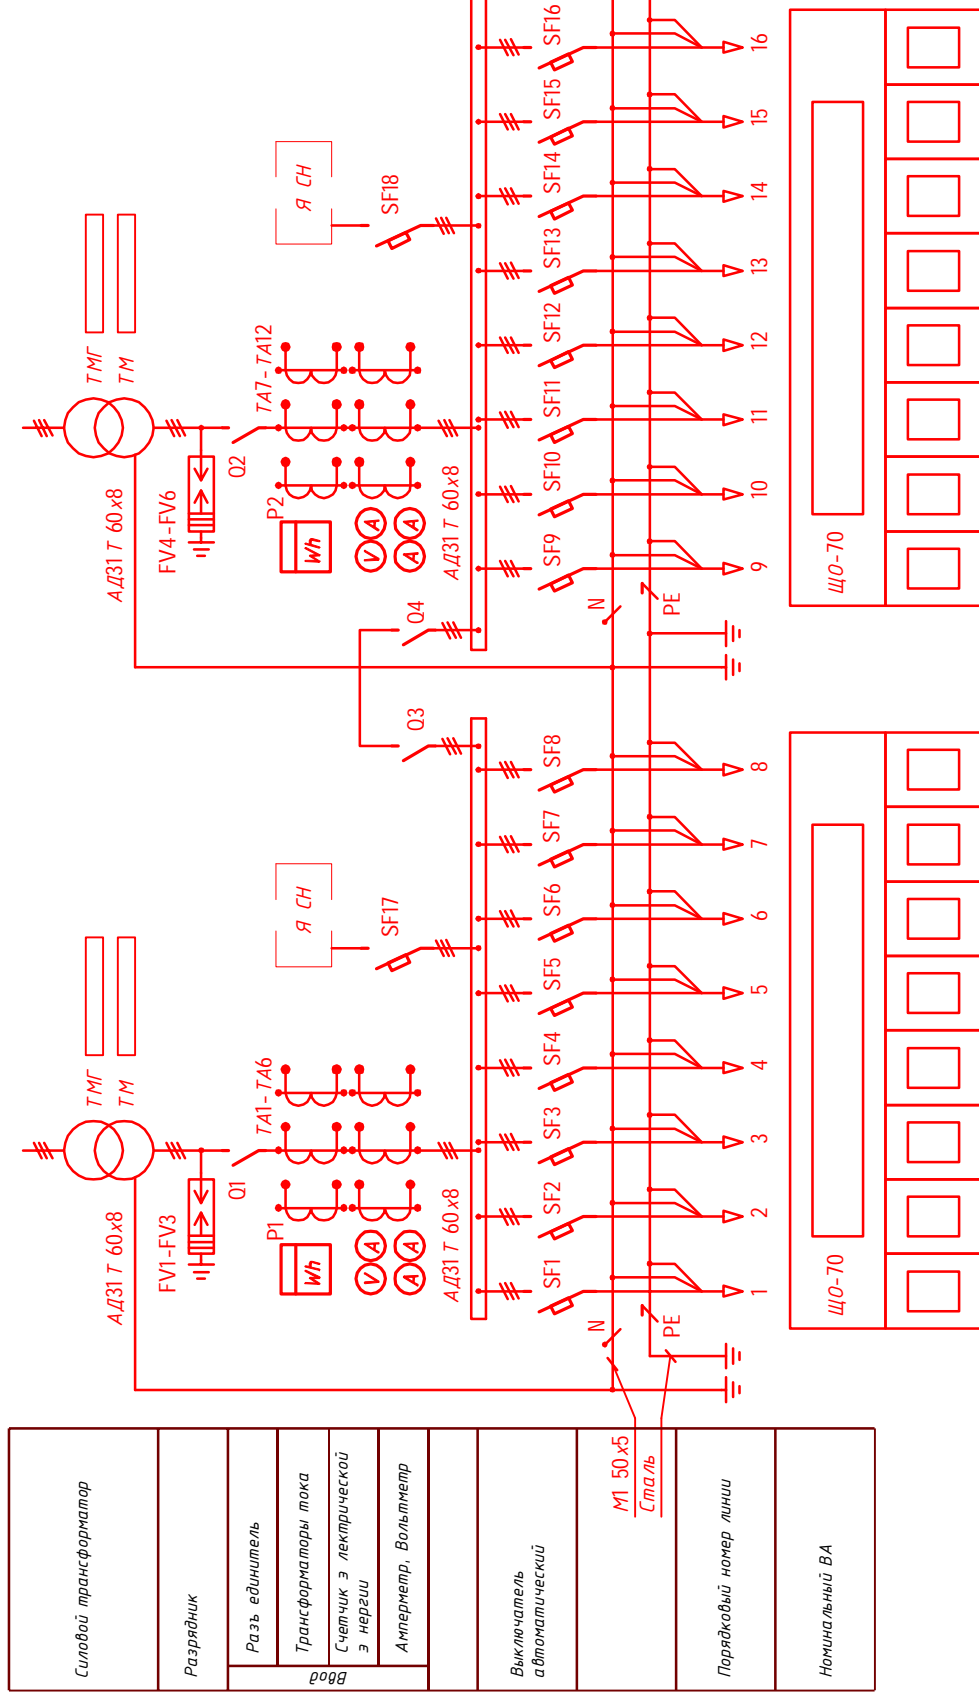 Силовой трансформатор
Разрядник
Ввод
Разъ единитель
Трансформаторы тока
Счетчик э лектрической
э нергии
Амперметр, Вольтметр
Выключатель
автоматический
Порядковый номер линии
Номинальный ВА
М1 50х5
Сталь
ТМГ
ТМ
АД31 Т 60х8
FV1-FV3
Q1
ТА1-ТА6
P1
Wh
V
A
A
A
АД31 Т 60х8
Я СН
SF17
Q3
SF1
SF2
SF3
SF4
SF5
SF6
SF7
SF8
N
PE
1
2
3
4
5
6
7
8
ЩО-70
ТМГ
ТМ
АД31 Т 60х8
FV4-FV6
Q2
ТА7-ТА12
P2
Wh
V
A
A
A
АД31 Т 60х8
Я СН
SF18
Q4
SF9
SF10
SF11
SF12
SF13
SF14
SF15
SF16
N
PE
9
10
11
12
13
14
15
16
ЩО-70